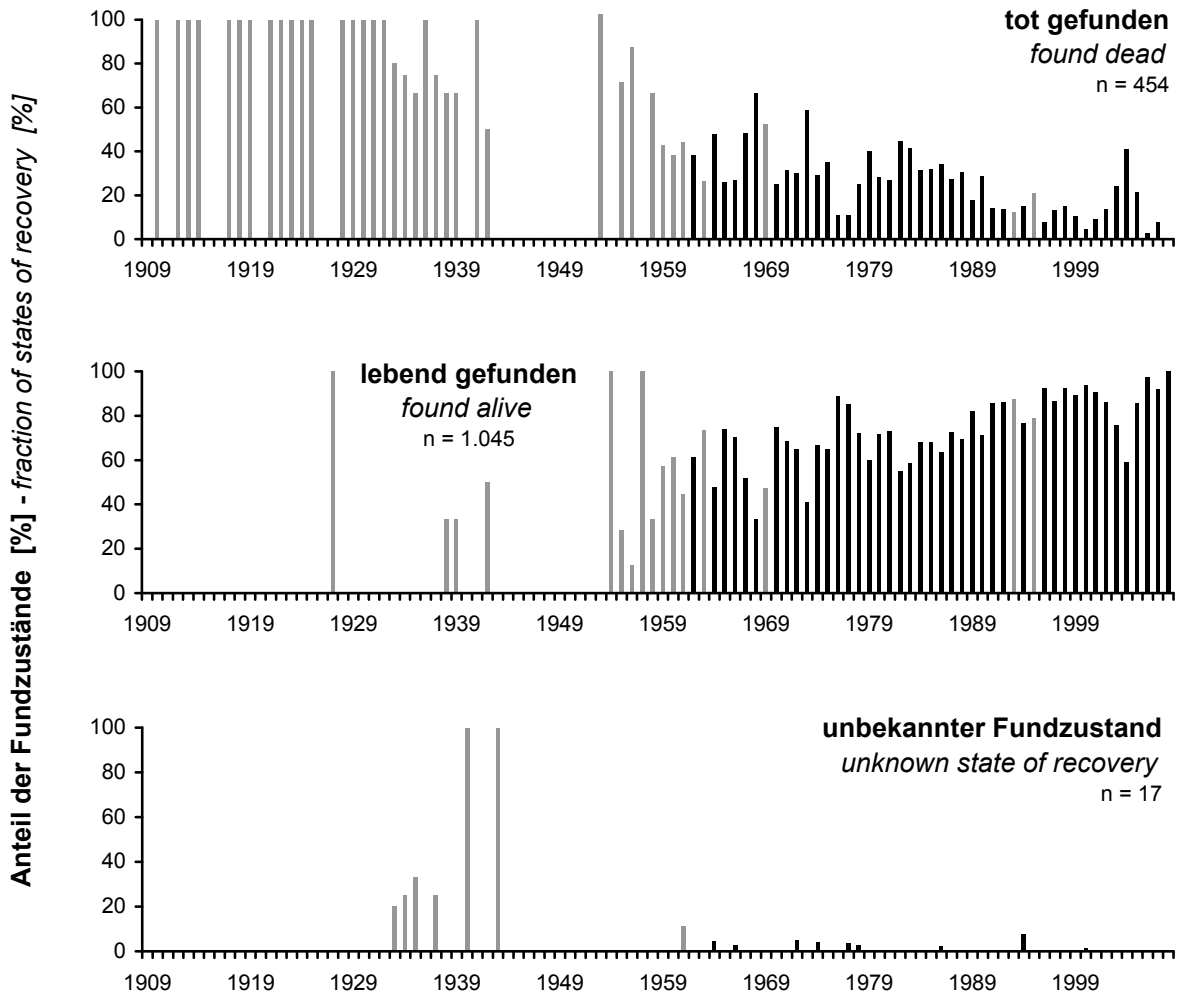 Anteil der Fundzustände [%] - fraction of states of recovery [%]
tot gefunden
found dead
n = 454
100
80
60
40
20
0
1909 1919 1929 1939 1949 1959 1969 1979 1989 1999
lebend gefunden
found alive
n = 1.045
100
80
60
40
20
0
1909 1919 1929 1939 1949 1959 1969 1979 1989 1999
unbekannter Fundzustand
unknown state of recovery
n = 17
100
80
60
40
20
0
1909 1919 1929 1939 1949 1959 1969 1979 1989 1999